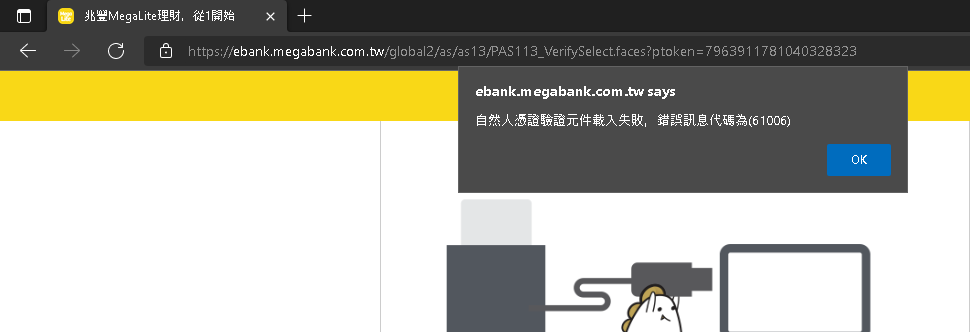 兆豐MegaLite理財，從1開始
https://ebank.megabank.com.tw/global2/as/as13/PAS113_VerifySelect.faces?ptoken=7963911781040328323
ebank.megabank.com.tw says
自然人憑證驗證元件載入失敗，錯誤訊息代碼為(61006)
OK